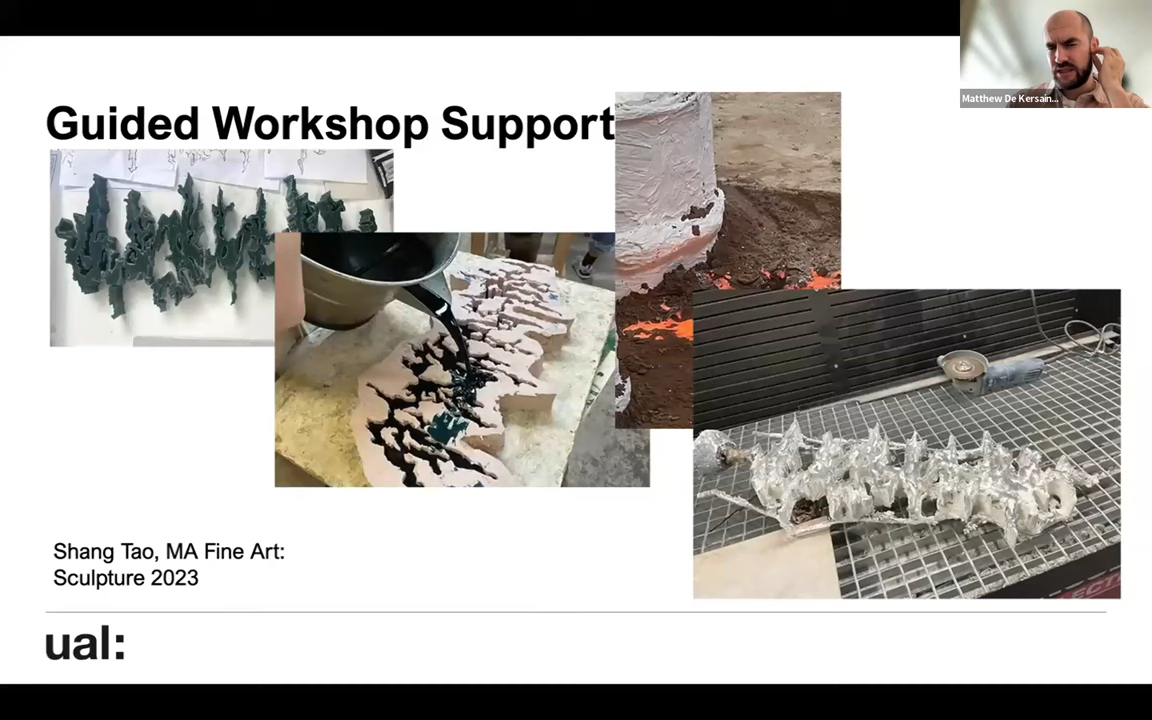 Matthew De Kersain...
Guided Workshop Support
Shang Tao, MA Fine Art:
Sculpture 2023
ual: